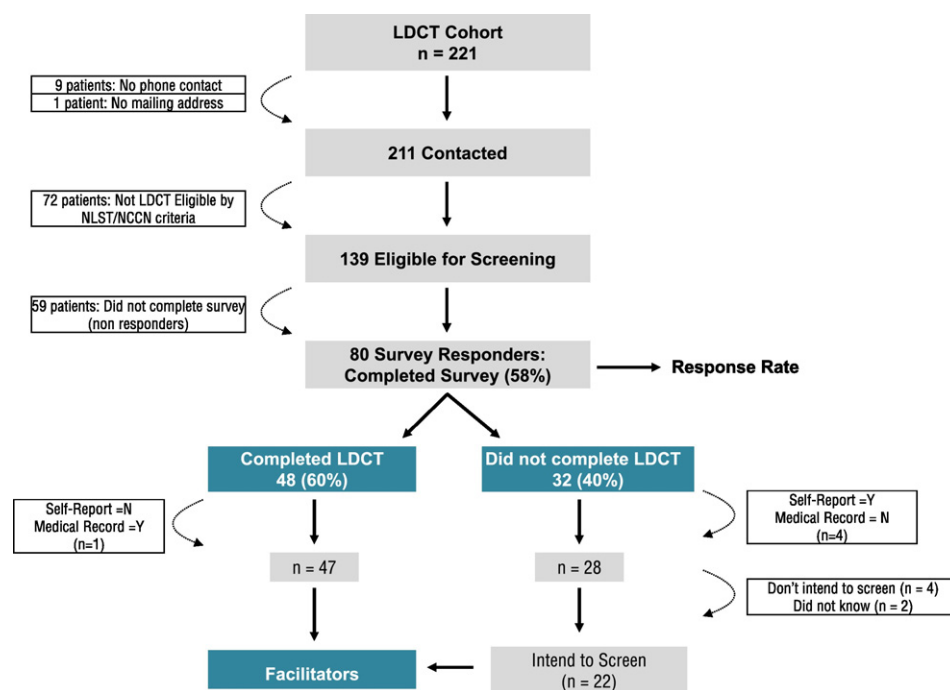 LDCT Cohort
n = 221
9 patients: No phone contact
1 patient: No mailing address
211 Contacted
72 patients: Not LDCT Eligible by
NLST/NCCN criteria
139 Eligible for Screening
59 patients: Did not complete survey
(non responders)
80 Survey Responders:
Completed Survey (58%)
Response Rate
Completed LDCT
48 (60%)
Did not complete LDCT
32 (40%)
Self-Report =N
Medical Record =Y
(n=1)
Self-Report =Y
Medical Record = N
(n=4)
n = 47
n = 28
Don't intend to screen (n = 4)
Did not know (n = 2)
Facilitators
Intend to Screen
(n = 22)